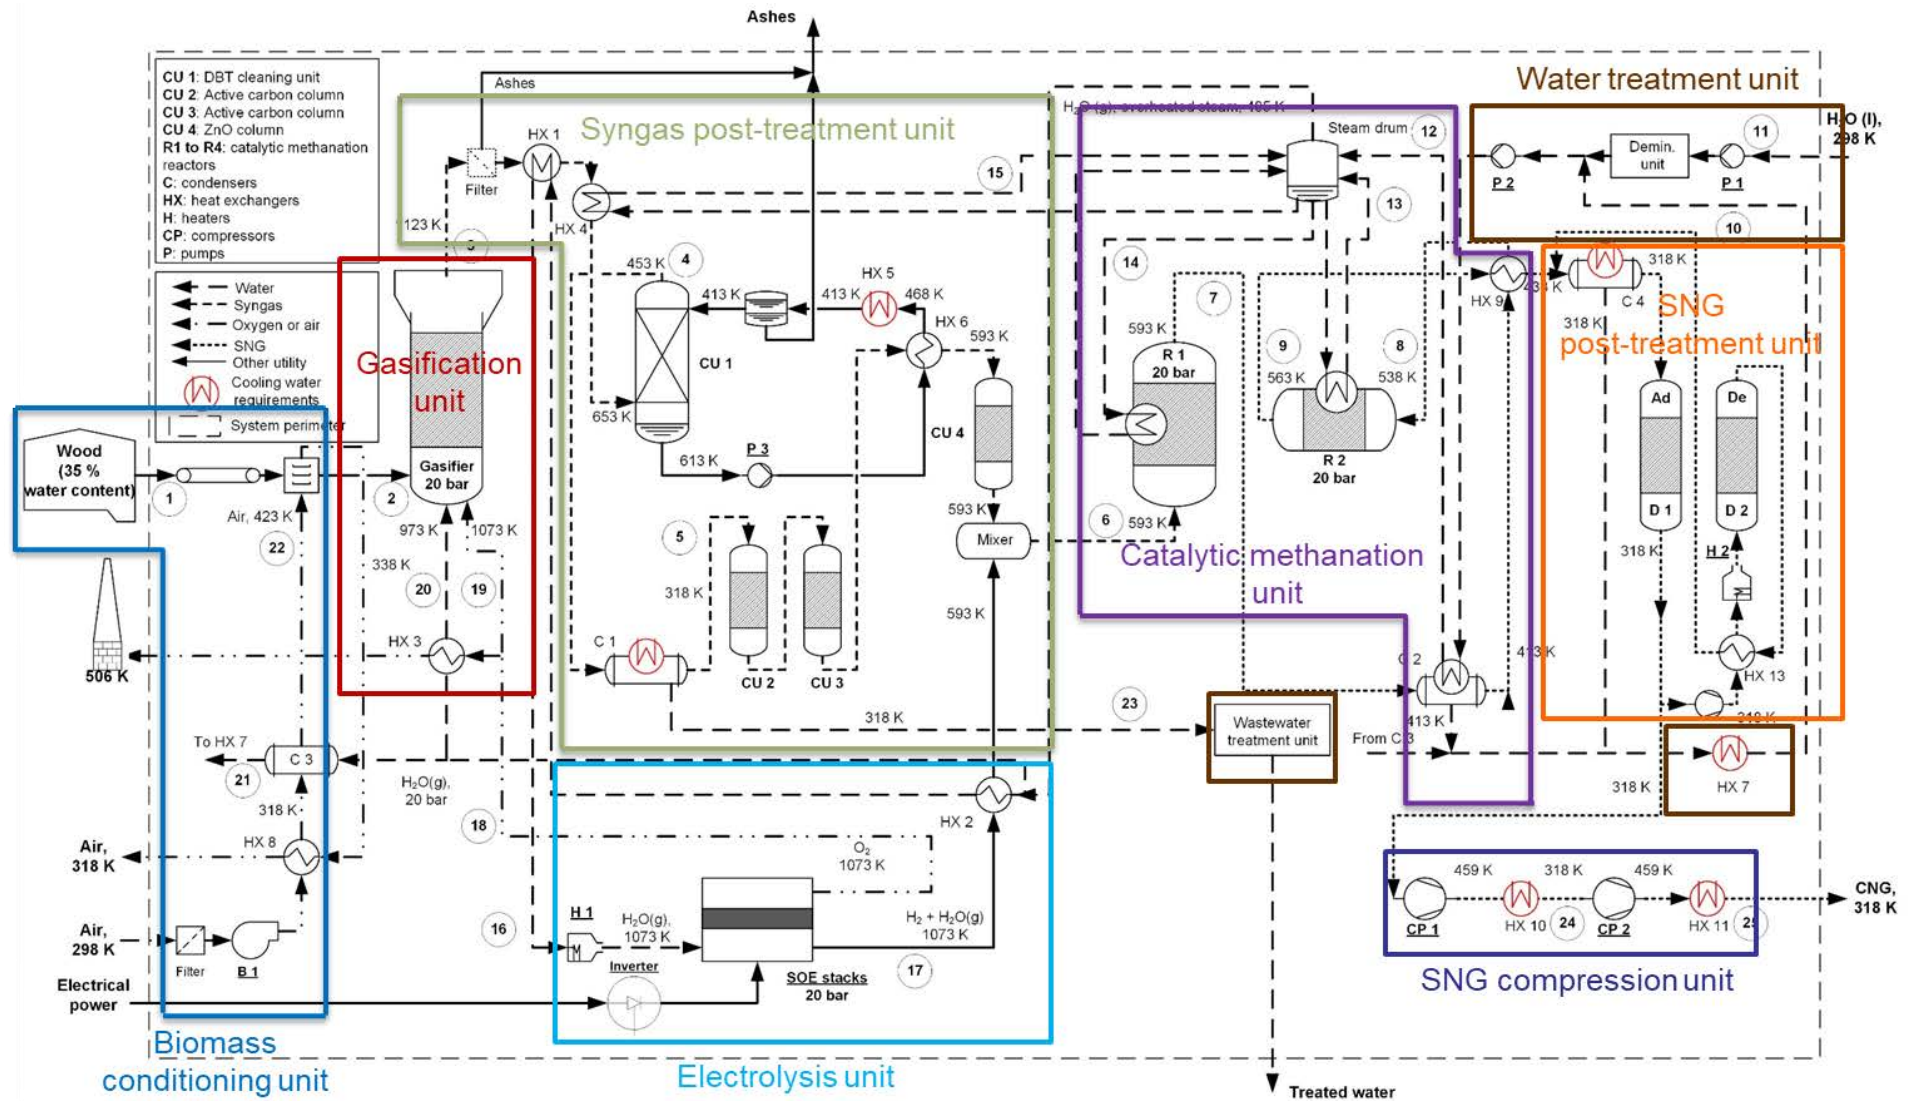 Ashes
CU 1: DBT cleaning unit
CU 2: Active carbon column
CU 3: Active carbon column
CU 4: ZnO column
R1 to R4: catalytic methanation
reactors
C: condensers
HX: heat exchangers
H: heaters
CP: compressors
P: pumps
Water
Syngas
Oxygen or air
SNG
Other utility
Cooling water
requirements
System perimeter
Ashes
Syngas post-treatment unit
HX 1
Filter
HX 4
15
123 K
453 K
4
413 K
413 K
HX 5
468 K
HX 6
593 K
CU 1
653 K
613 K
P 3
CU 4
593 K
Mixer
593 K
5
318 K
C 1
CU 2
CU 3
318 K
Gasification
unit
Gasifier
20 bar
2
973 K
1073 K
338 K
20
19
HX 3
Wood
(35 %
water content)
1
Air, 423 K
22
506 K
To HX 7
21
C 3
318 K
HX 8
Air,
318 K
Air,
298 K
Filter
B 1
Electrical
power
Biomass
conditioning unit
H2O(g),
20 bar
18
16
H 1
H2O(g),
1073 K
Inverter
SOE stacks
20 bar
O2
1073 K
H2 + H2O(g)
1073 K
17
HX 2
Electrolysis unit
H2O (g), overheated steam, 485 K
Steam drum
12
13
14
7
593 K
R 1
20 bar
6
593 K
9
563 K
8
538 K
R 2
20 bar
Catalytic methanation
unit
HX 9
433 K
C 2
413 K
413 K
From C 3
23
Wastewater
treatment unit
Treated water
Water treatment unit
H2O (l),
298 K
11
P 1
Demin.
unit
P 2
10
318 K
C 4
318 K
SNG
post-treatment unit
Ad
De
D 1
D 2
318 K
H 2
HX 13
318 K
HX 7
318 K
459 K
318 K
459 K
CP 1
HX 10
24
CP 2
HX 11
25
CNG,
318 K
SNG compression unit